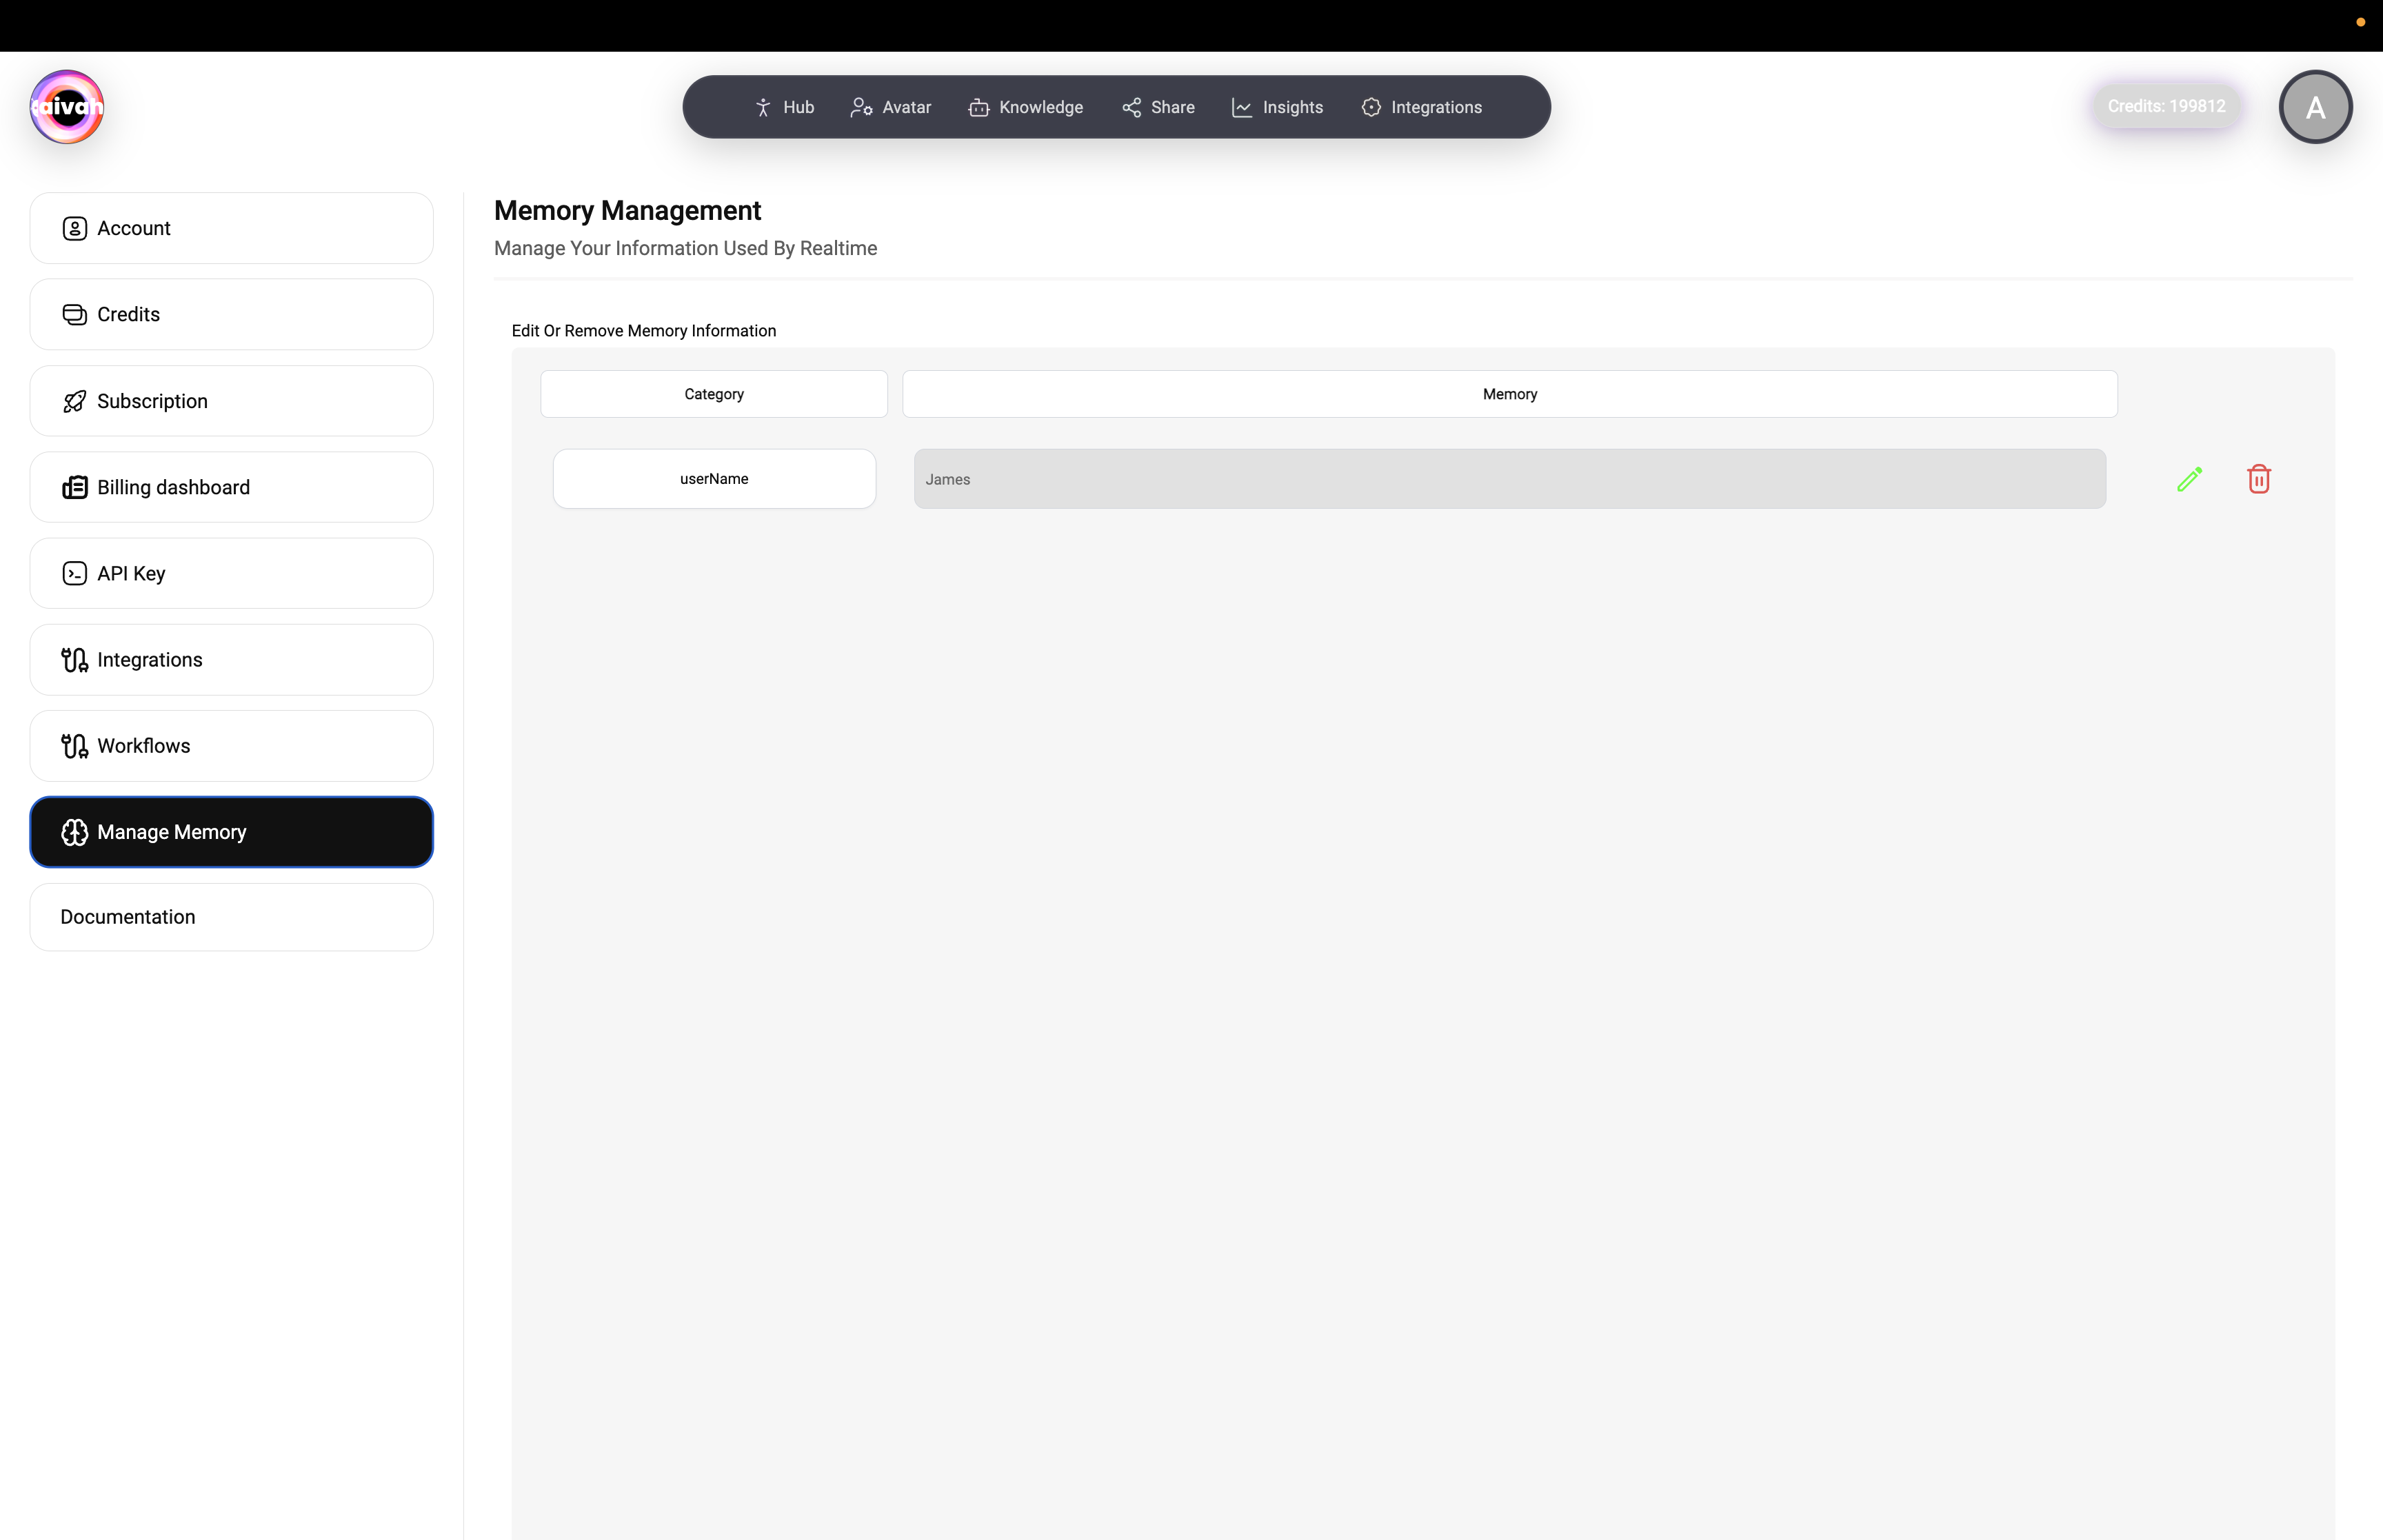 aivah
Hub
Avatar
Knowledge
Share
Insights
Integrations
Credits: 199812
A
Account
Credits
Subscription
Billing dashboard
API Key
Integrations
Workflows
Manage Memory
Documentation
Memory Management
Manage Your Information Used By Realtime
Edit Or Remove Memory Information
Category
Memory
userName
James